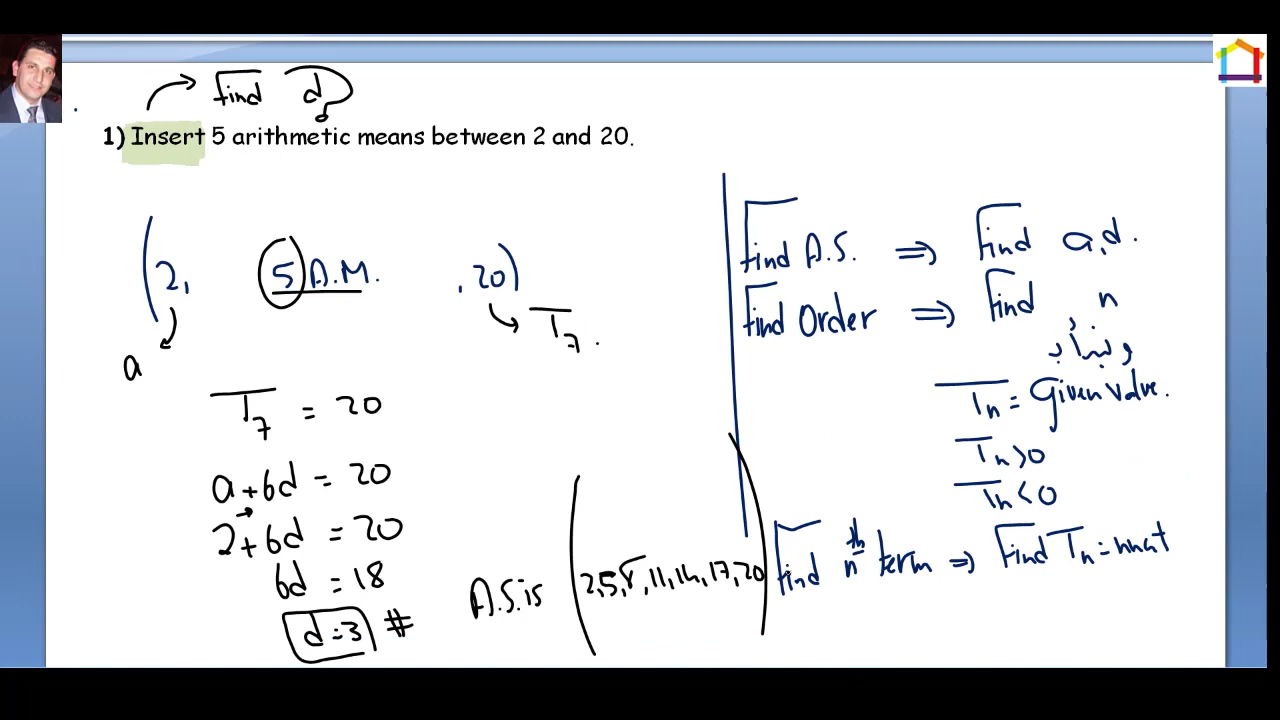 find d?
1) Insert 5 arithmetic means between 2 and 20.
(2, 5 A.M. , 20)
a
T7.
T7 = 20
a+6d = 20
2+6d = 20
6d = 18
d=3 #
A.S. is (2,5,8,11,14,17,20)
Find A.S. ⇒ Find a,d.
Find Order ⇒ Find n
Tn = Given value.
Tn>0
Tn<0
Find nth term ⇒ Find Tn =